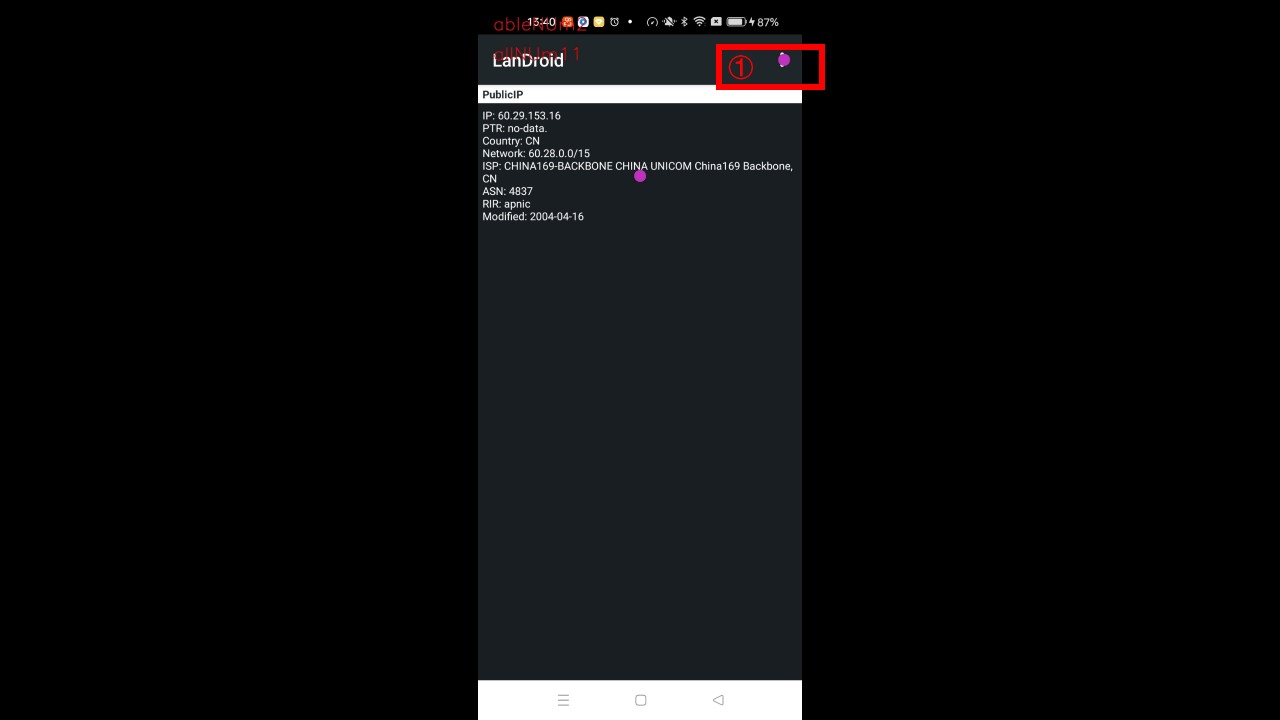 ableNum2
13:40
87%
allNUm11
LanDroid
①
PublicIP
IP: 60.29.153.16
PTR: no-data.
Country: CN
Network: 60.28.0.0/15
ISP: CHINA169-BACKBONE CHINA UNICOM China169 Backbone,
CN
ASN: 4837
RIR: apnic
Modified: 2004-04-16